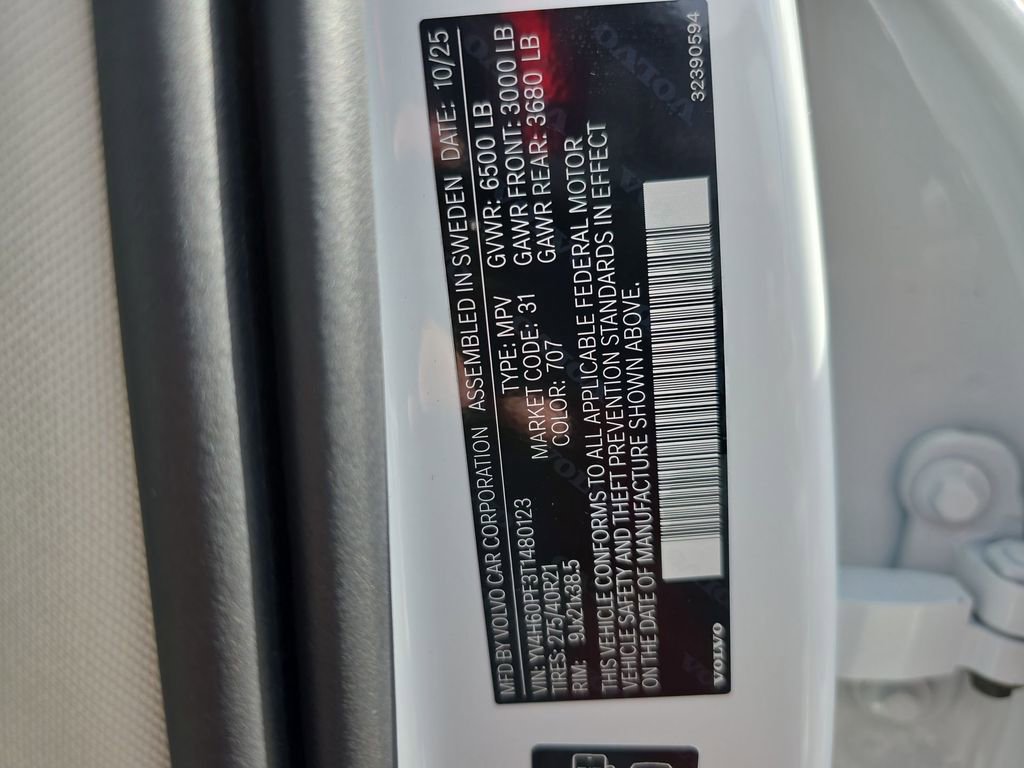 MFD BY VOLVO CAR CORPORATION ASSEMBLED IN SWEDEN DATE: 10/25
VIN: YV4H60PE3T1480123 TYPE: MPV GVWR: 6500 LB
TIRES: 275/40R21 MARKET CODE: 31 GAWR FRONT: 3000 LB
RIM: 9Jx21x38.5 COLOR: 707 GAWR REAR: 3680 LB
THIS VEHICLE CONFORMS TO ALL APPLICABLE FEDERAL MOTOR
VEHICLE SAFETY AND THEFT PREVENTION STANDARDS IN EFFECT
ON THE DATE OF MANUFACTURE SHOWN ABOVE.
VOLVO 32390594